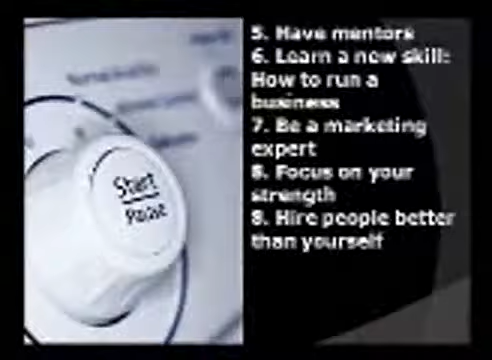 Start
Pause
5. Have mentors
6. Learn a new skill:
How to run a
business
7. Be a marketing
expert
8. Focus on your
strength
9. Hire people better
than yourself